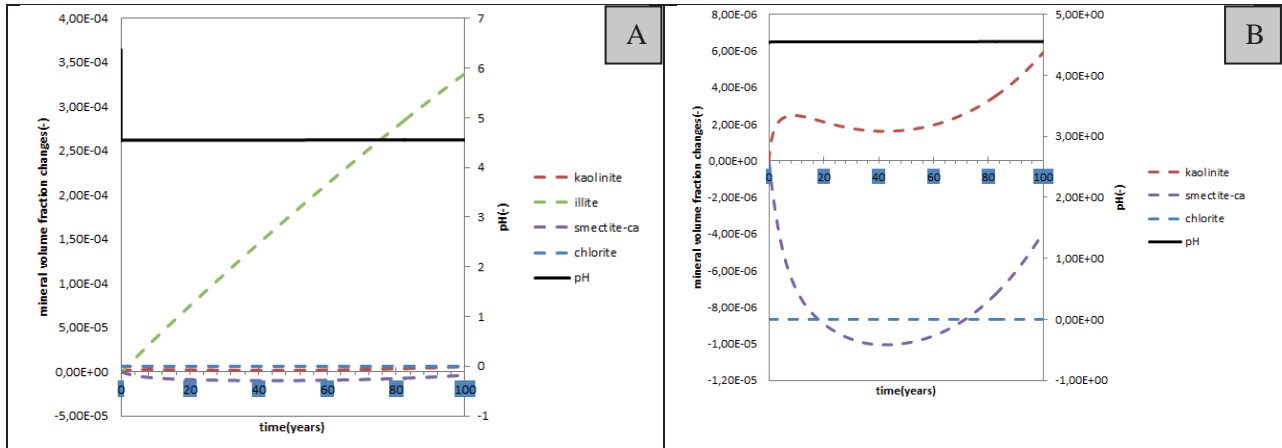 A
4,00E-04
3,50E-04
3,00E-04
2,50E-04
2,00E-04
1,50E-04
1,00E-04
5,00E-05
0,00E+00
-5,00E-05
mineral volume fraction changes(-)
7
6
5
4
3
2
1
0
-1
pH(-)
0 20 40 60 80 100
time(years)
kaolinite
illite
smectite-ca
chlorite
pH
B
8,00E-06
6,00E-06
4,00E-06
2,00E-06
0,00E+00
-2,00E-06
-4,00E-06
-6,00E-06
-8,00E-06
-1,00E-05
-1,20E-05
mineral volume fraction changes(-)
5,00E+00
4,00E+00
3,00E+00
2,00E+00
1,00E+00
0,00E+00
-1,00E+00
pH(-)
0 20 40 60 80 100
time(years)
kaolinite
smectite-ca
chlorite
pH